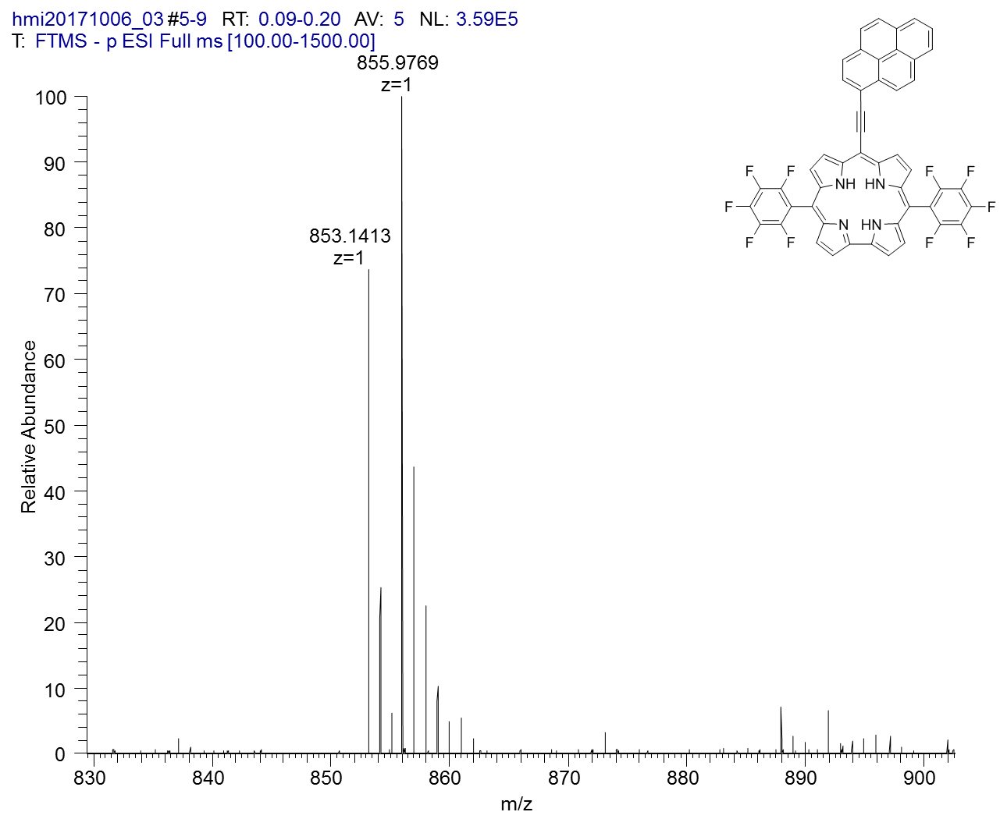 hmi20171006_03 #5-9 RT: 0.09-0.20 AV: 5 NL: 3.59E5
T: FTMS - p ESI Full ms [100.00-1500.00]
855.9769
z=1
853.1413
z=1
100
90
80
70
60
50
40
30
20
10
0
Relative Abundance
830 840 850 860 870 880 890 900
m/z
F F F F
F F
F F F F
NH HN
N HN